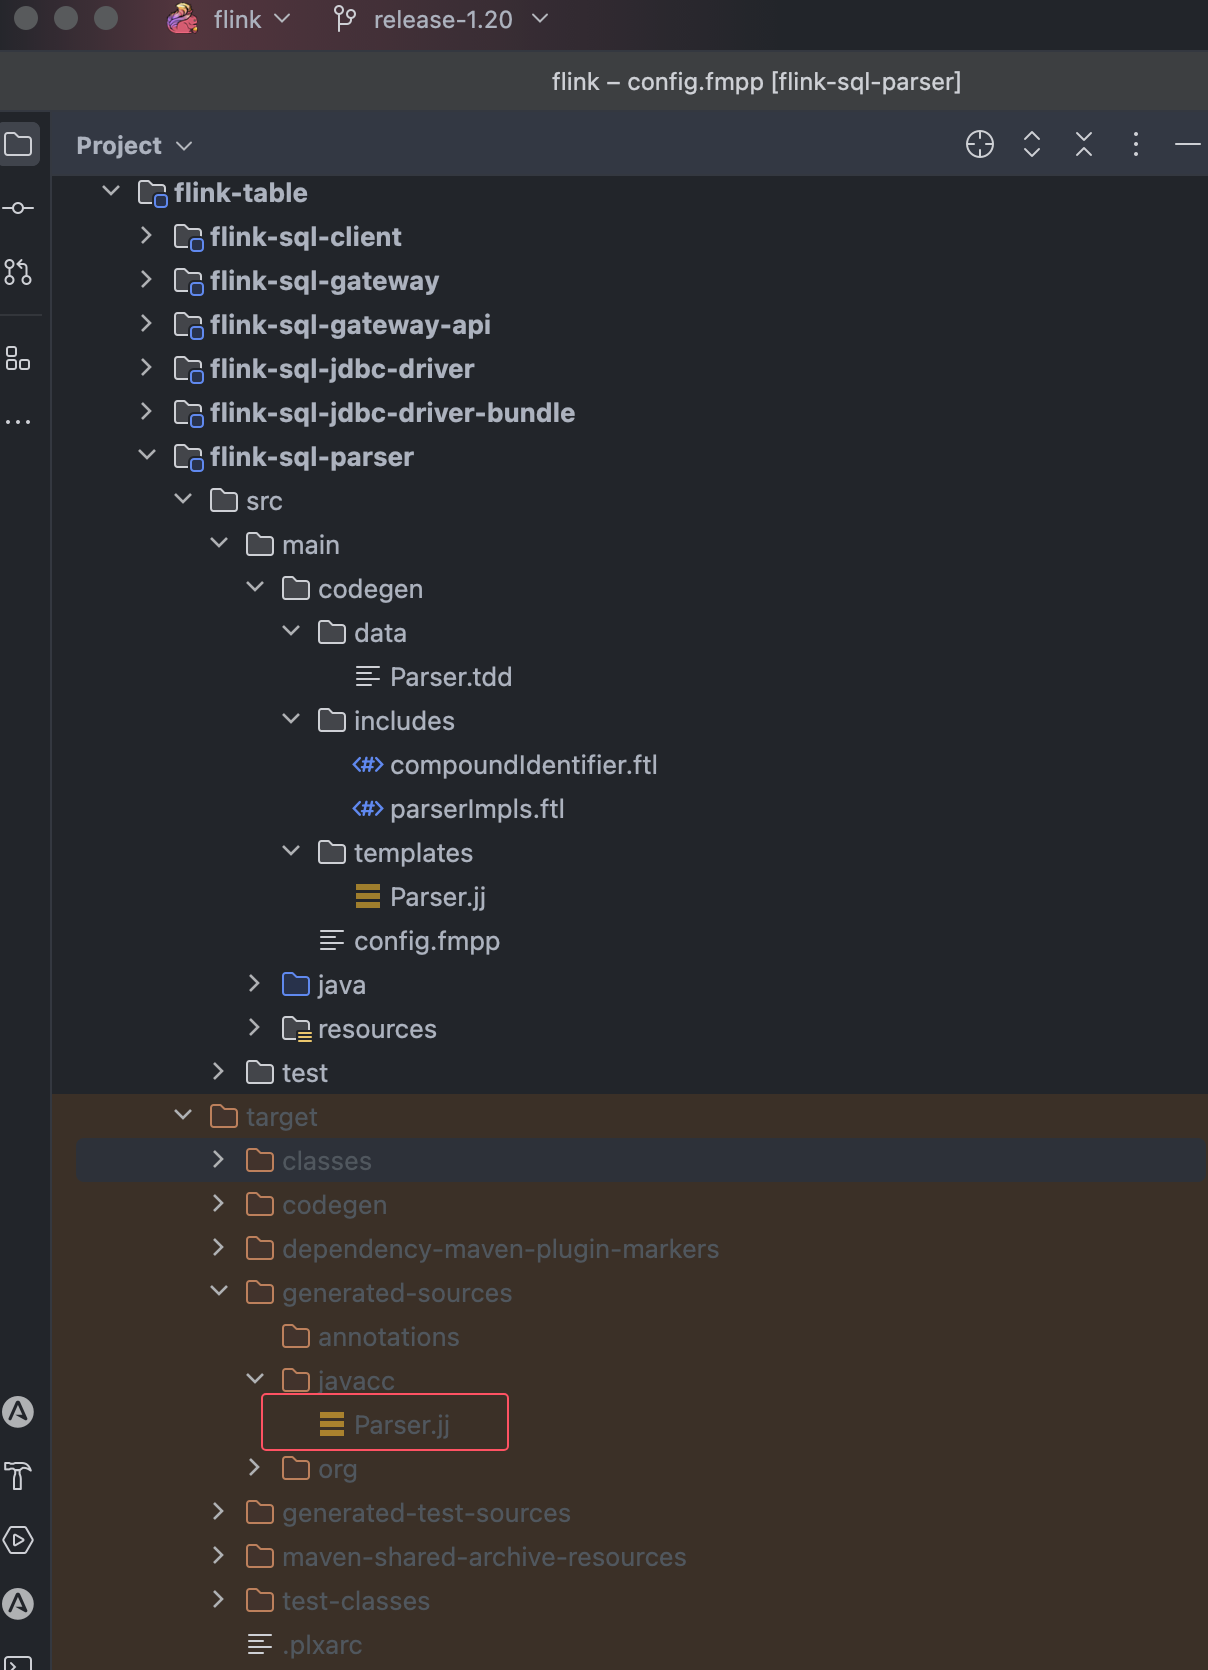 flink
release-1.20
flink – config.fmpp [flink-sql-parser]
Project
flink-table
flink-sql-client
flink-sql-gateway
flink-sql-gateway-api
flink-sql-jdbc-driver
flink-sql-jdbc-driver-bundle
flink-sql-parser
src
main
codegen
data
Parser.tdd
includes
compoundIdentifier.ftl
parserImpls.ftl
templates
Parser.jj
config.fmpp
java
resources
test
target
classes
codegen
dependency-maven-plugin-markers
generated-sources
annotations
javacc
Parser.jj
org
generated-test-sources
maven-shared-archive-resources
test-classes
.plxarc